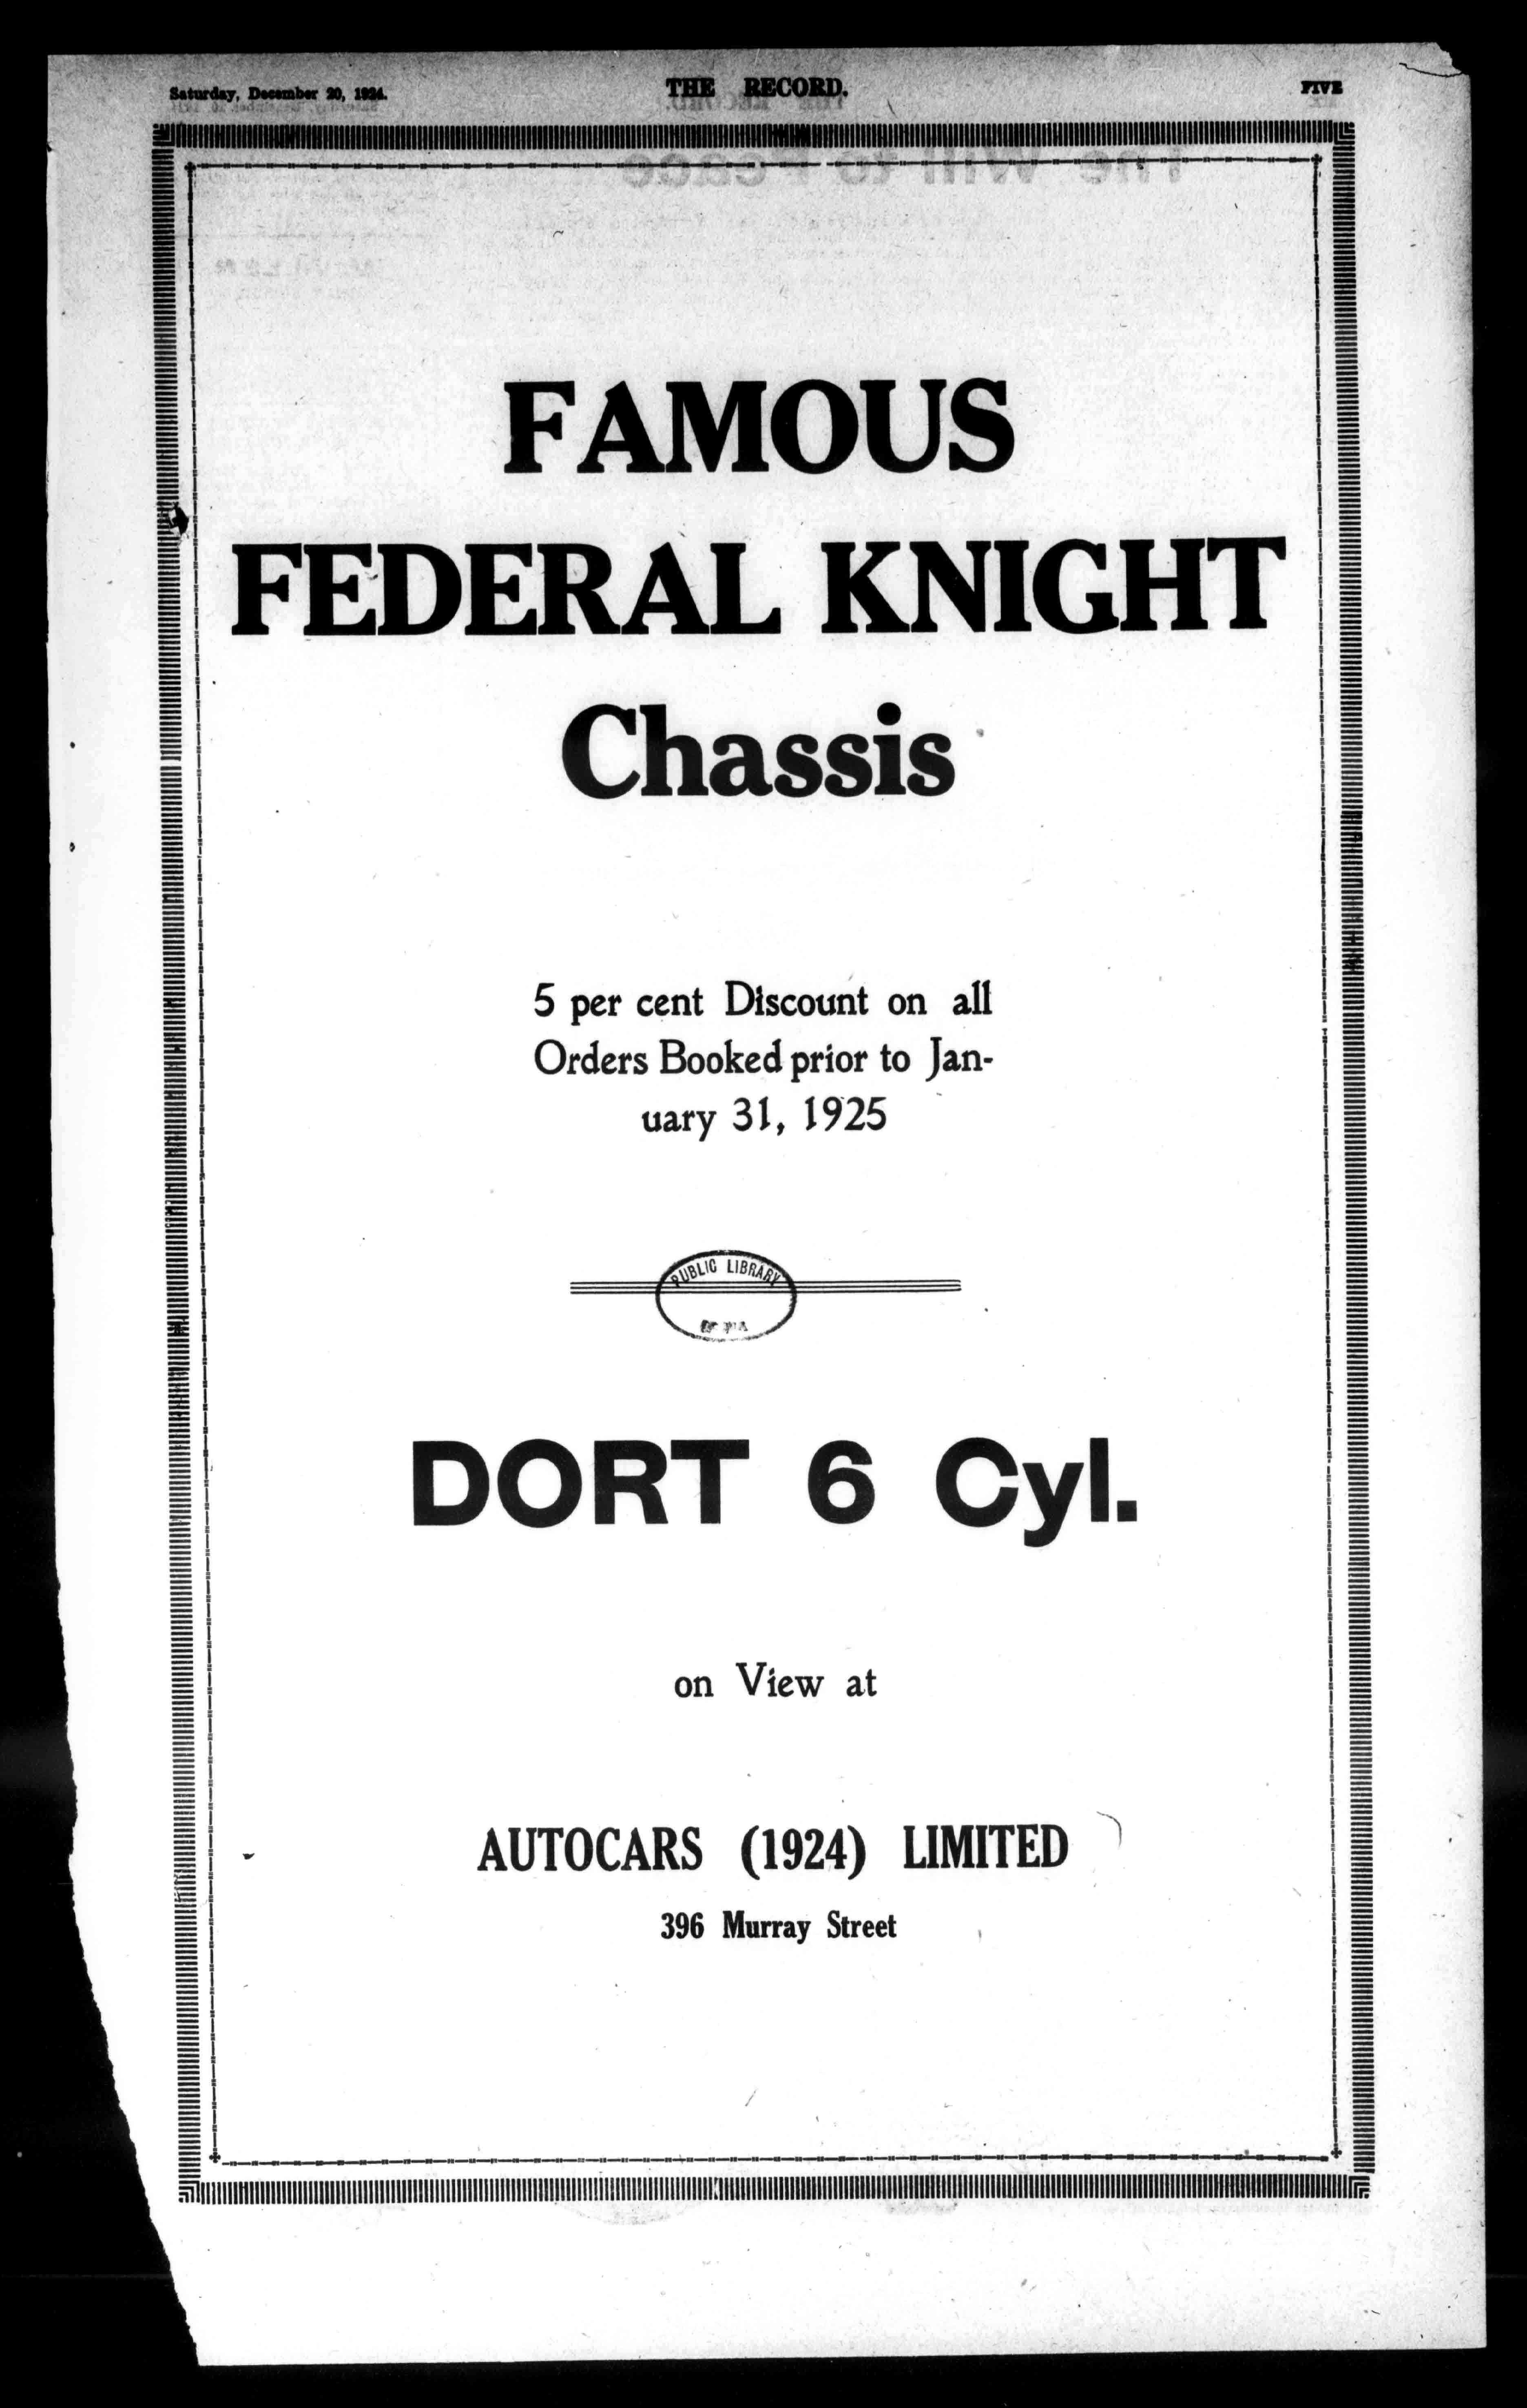 Saturday, December 20, 1924.
THE RECORD.
FIVE
FAMOUS
FEDERAL KNIGHT
Chassis
5 per cent Discount on all
Orders Booked prior to Jan-
uary 31, 1925
PUBLIC LIBRARY
DORT 6 Cyl.
on View at
AUTOCARS (1924) LIMITED
396 Murray Street